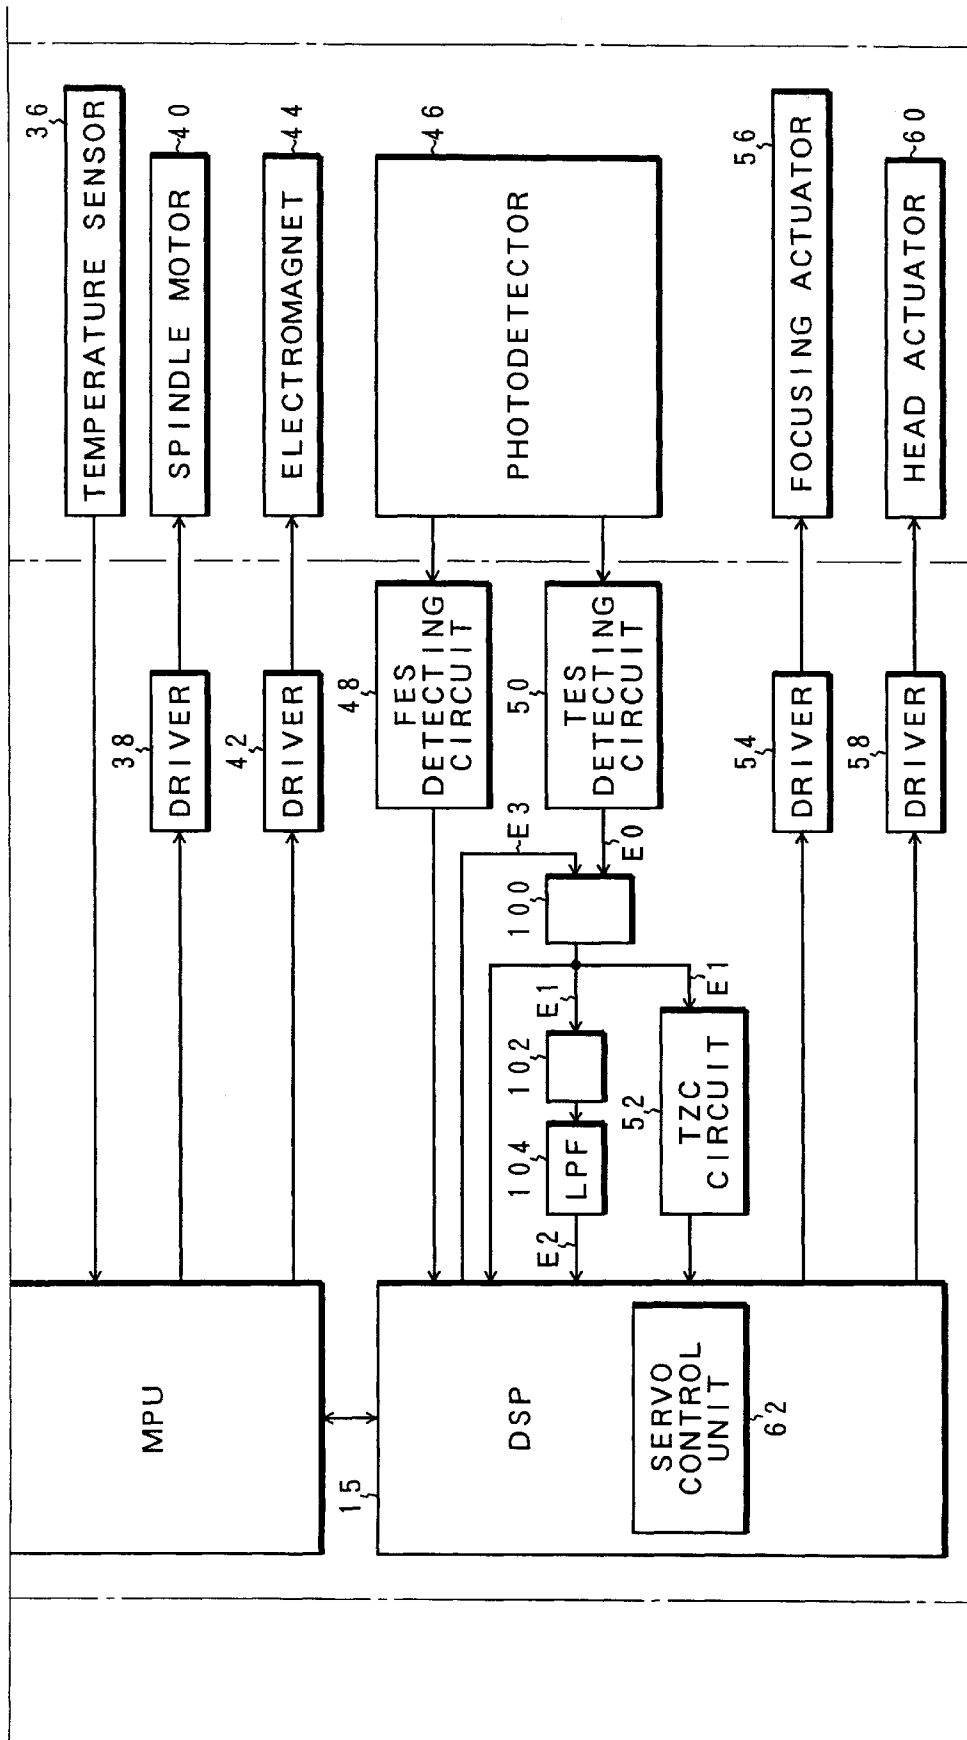 MPU
TEMPERATURE SENSOR
36
DRIVER
38
SPINDLE MOTOR
40
DRIVER
42
ELECTROMAGNET
44
15
DSP
SERVO
CONTROL
UNIT
62
FES
DETECTING
CIRCUIT
48
PHOTODETECTOR
46
TES
DETECTING
CIRCUIT
50
E3
E0
100
E1
102
104
LPF
E2
E1
52
TZC
CIRCUIT
54
DRIVER
FOCUSING ACTUATOR
56
58
DRIVER
HEAD ACTUATOR
60